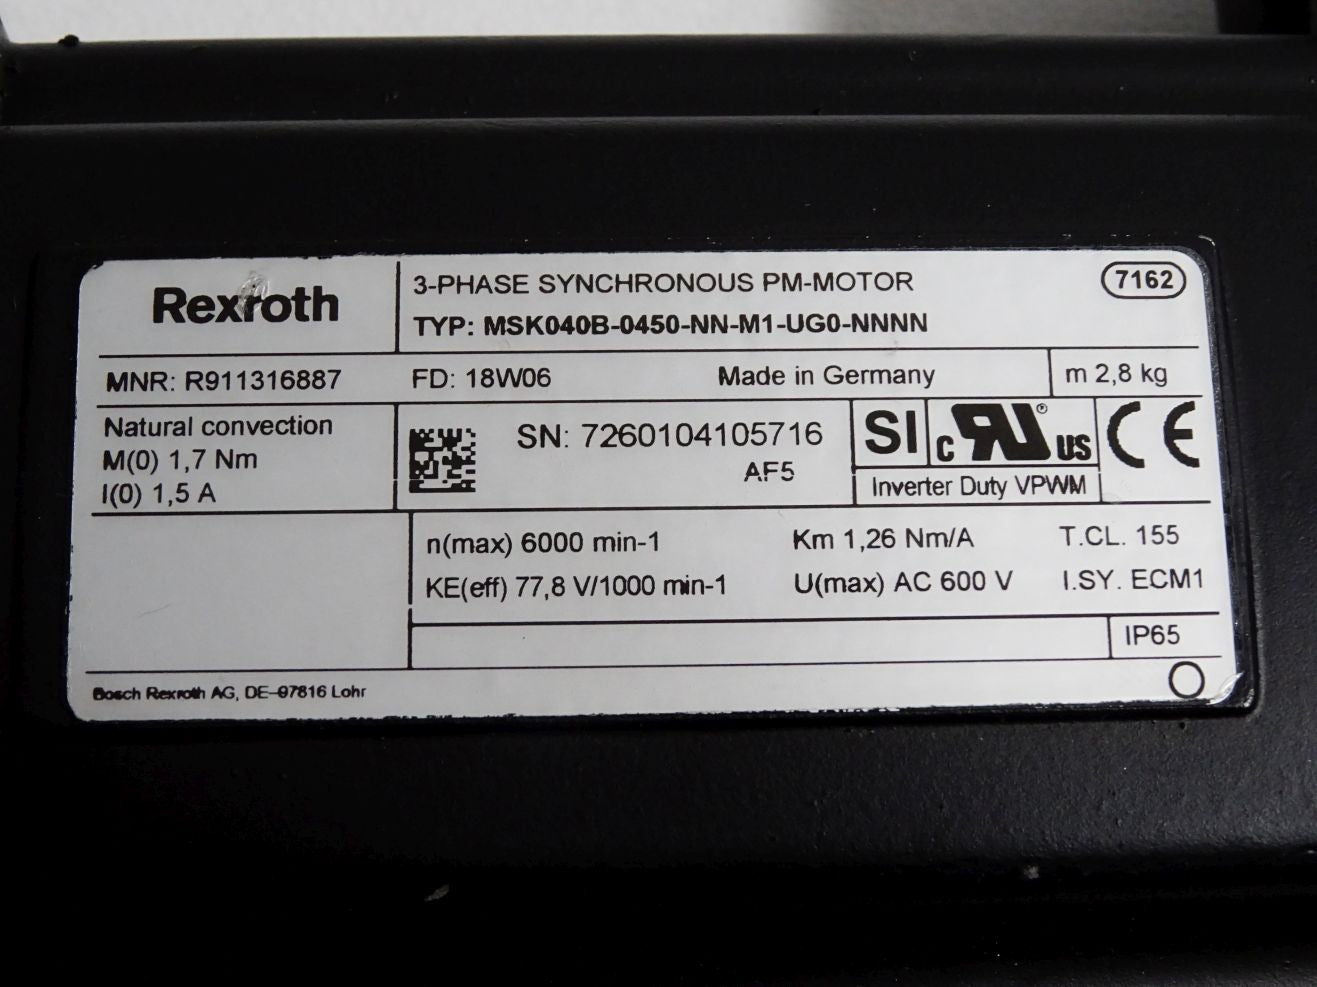 Rexroth
3-PHASE SYNCHRONOUS PM-MOTOR
7162
TYP: MSK040B-0450-NN-M1-UG0-NNNN
MNR: R911316887
FD: 18W06
Made in Germany
m 2,8 kg
Natural convection
M(0) 1,7 Nm
I(0) 1,5 A
SN: 7260104105716
AF5
SI
c RU® US
CE
Inverter Duty VPWM
n(max) 6000 min-1
Km 1,26 Nm/A
T.CL. 155
KE(eff) 77,8 V/1000 min-1
U(max) AC 600 V
I.SY. ECM1
IP65
Bosch Rexroth AG, DE-97816 Lohr